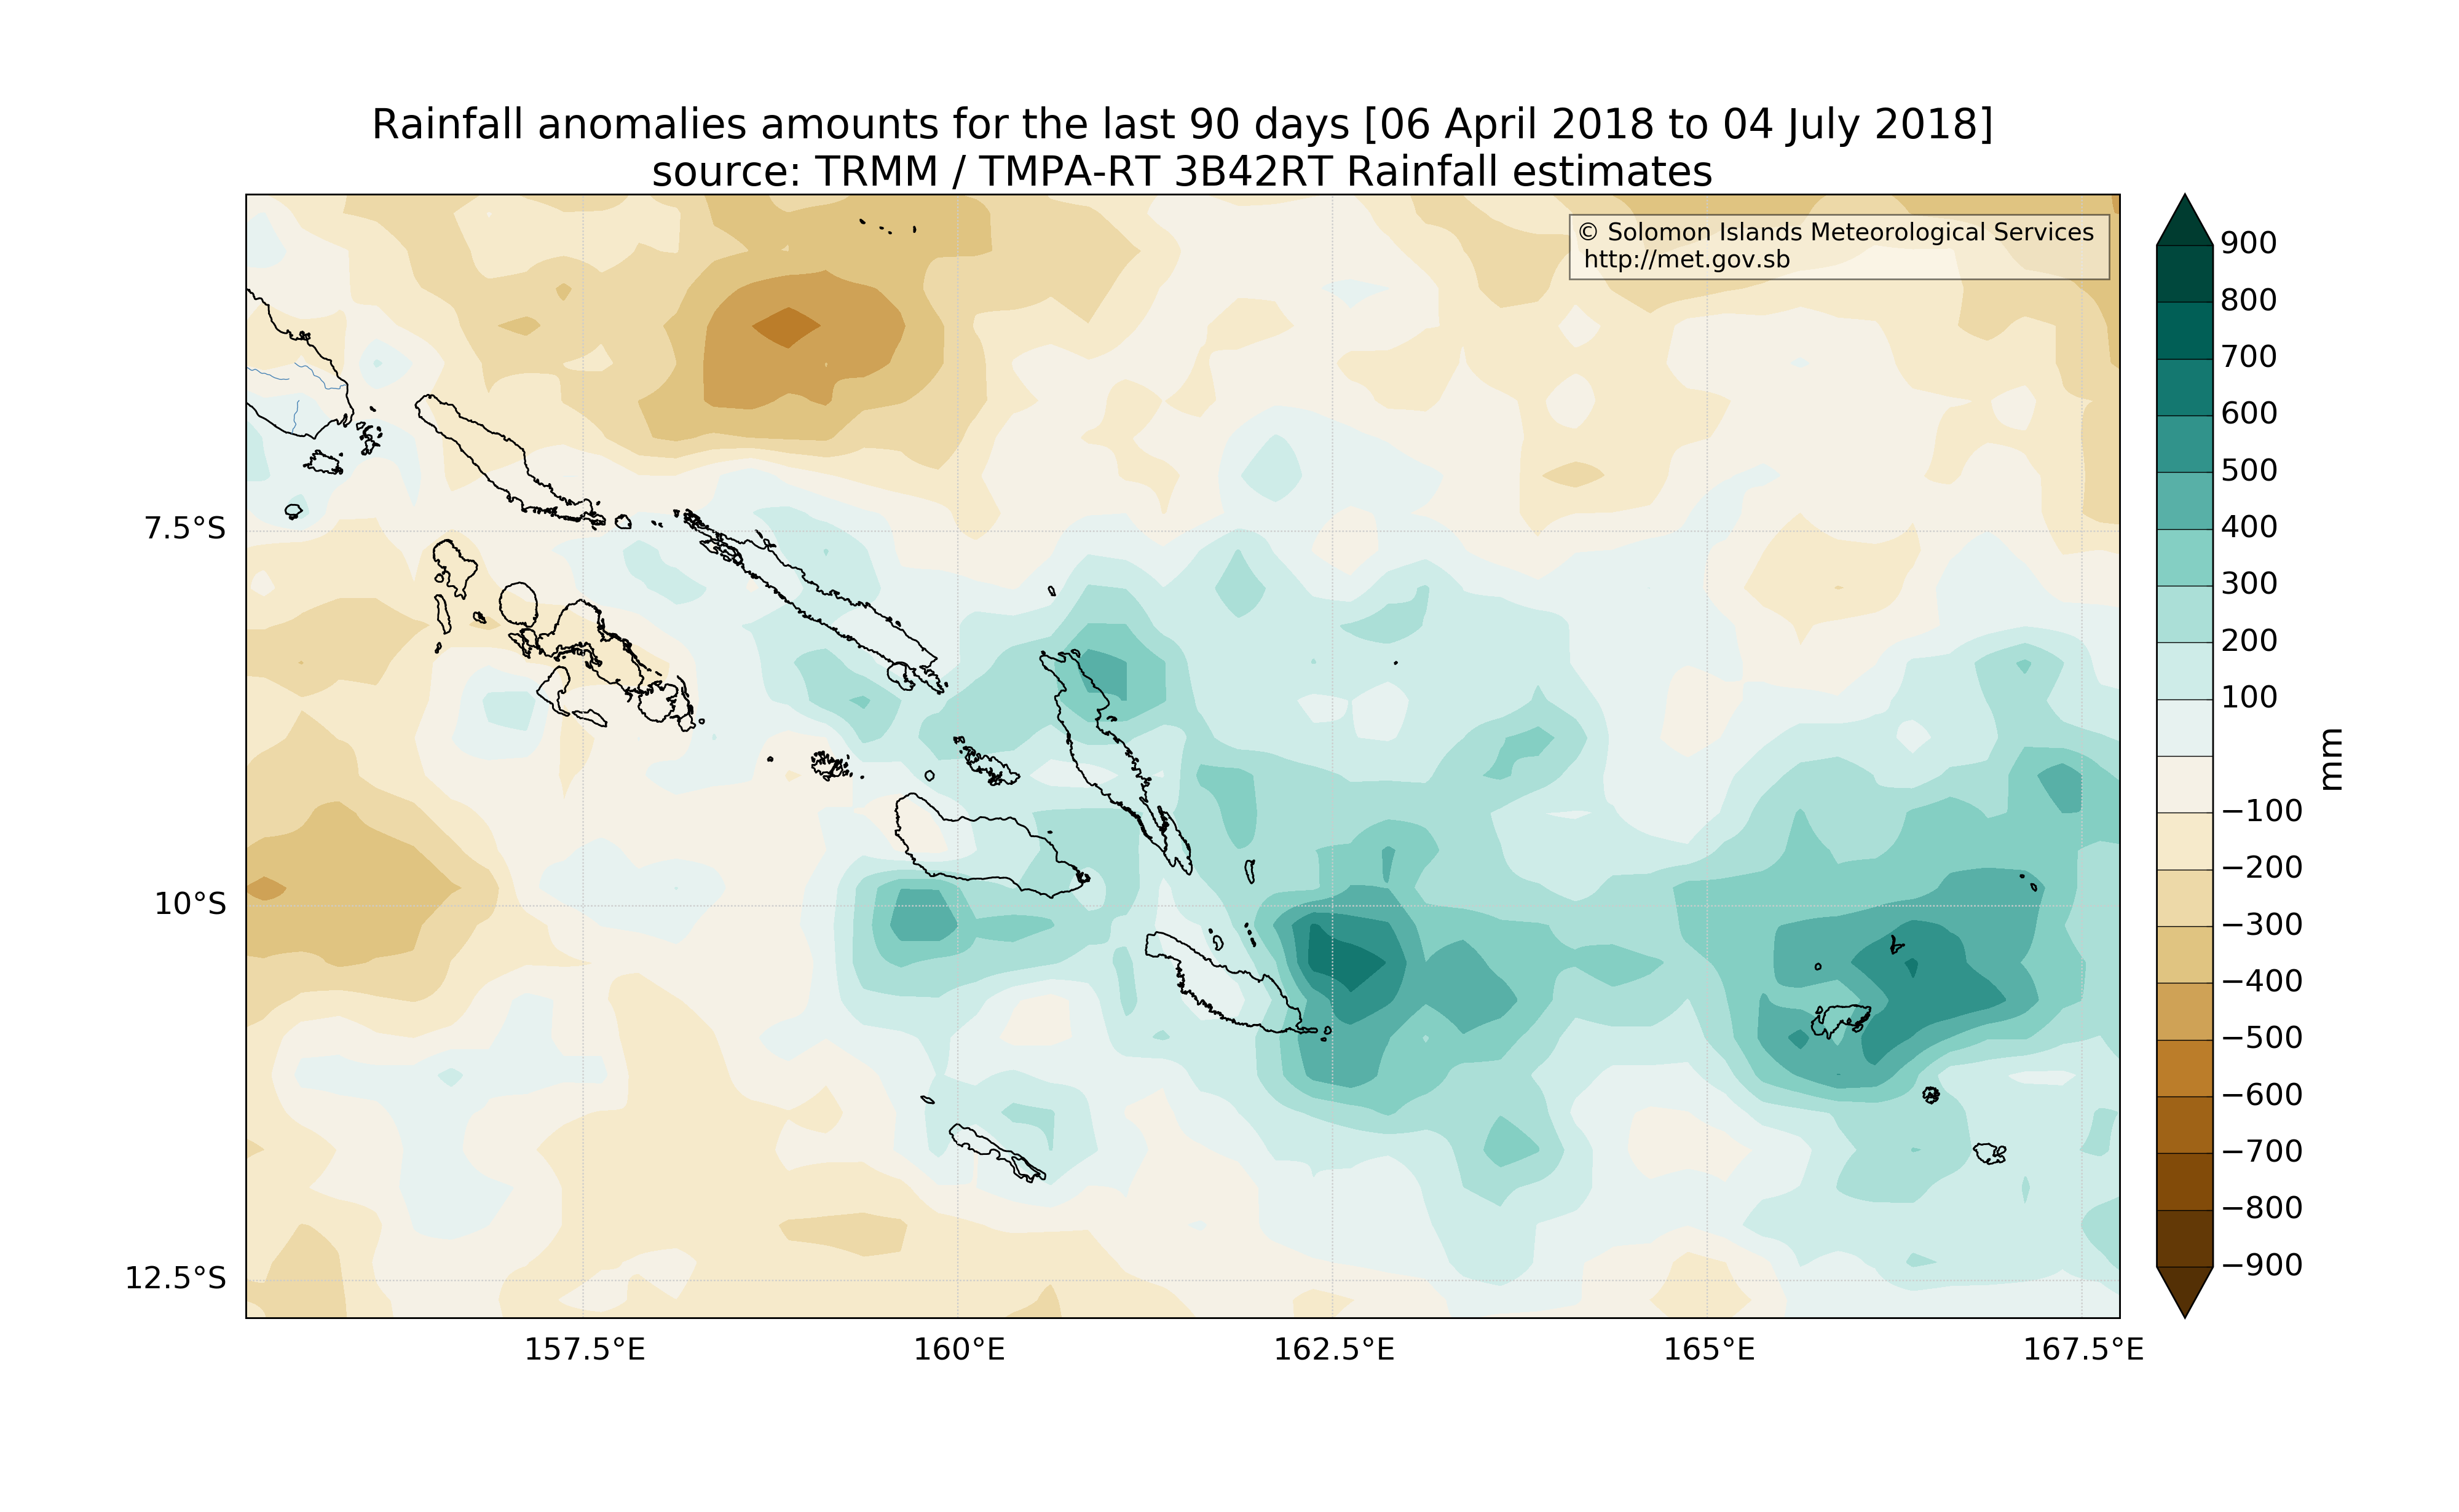 Rainfall anomalies amounts for the last 90 days [06 April 2018 to 04 July 2018]
source: TRMM / TMPA-RT 3B42RT Rainfall estimates
© Solomon Islands Meteorological Services
http://met.gov.sb
7.5°S
10°S
12.5°S
157.5°E
160°E
162.5°E
165°E
167.5°E
900
800
700
600
500
400
300
200
100
−100
−200
−300
−400
−500
−600
−700
−800
−900
mm